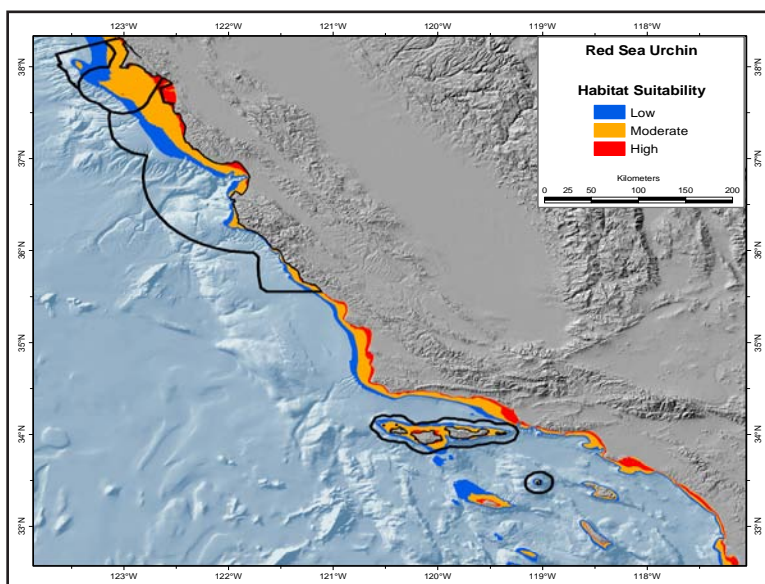 123°W 122°W 121°W 120°W 119°W 118°W
Red Sea Urchin
Habitat Suitability
Low
Moderate
High
Kilometers
0 25 50 100 150 200
38°N
37°N
36°N
35°N
34°N
33°N
38°N
37°N
36°N
35°N
34°N
33°N
123°W 122°W 121°W 120°W 119°W 118°W